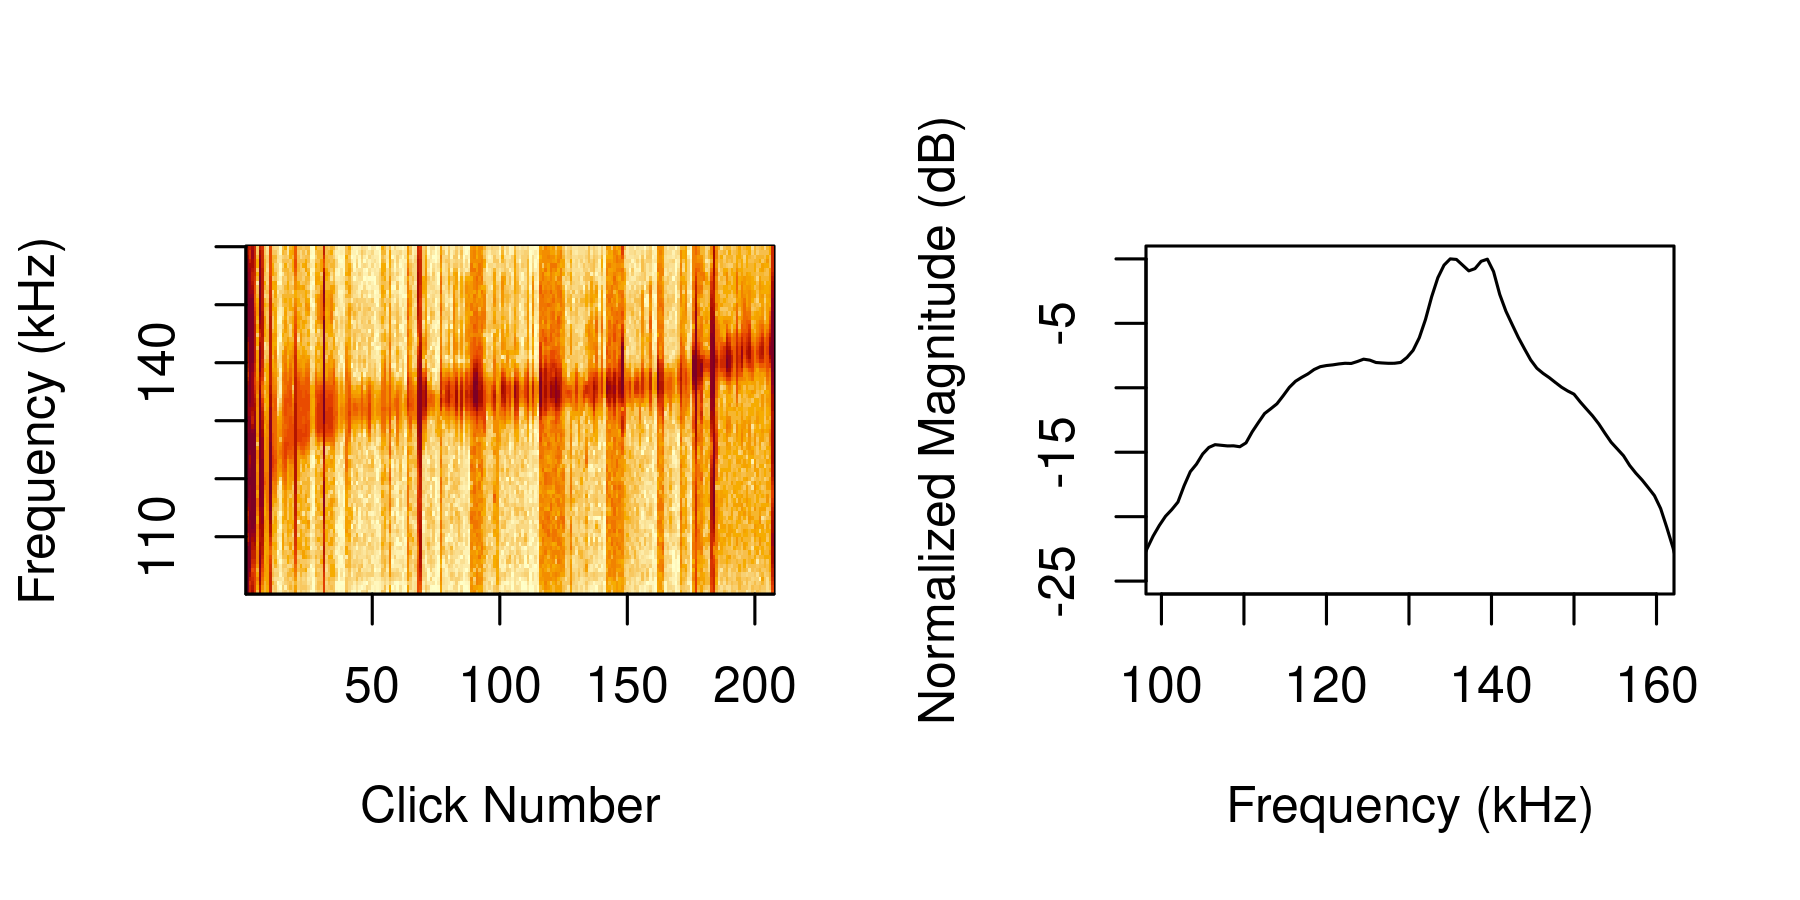 Frequency (kHz)
140
110
50 100 150 200
Click Number
Normalized Magnitude (dB)
-5
-15
-25
100 120 140 160
Frequency (kHz)